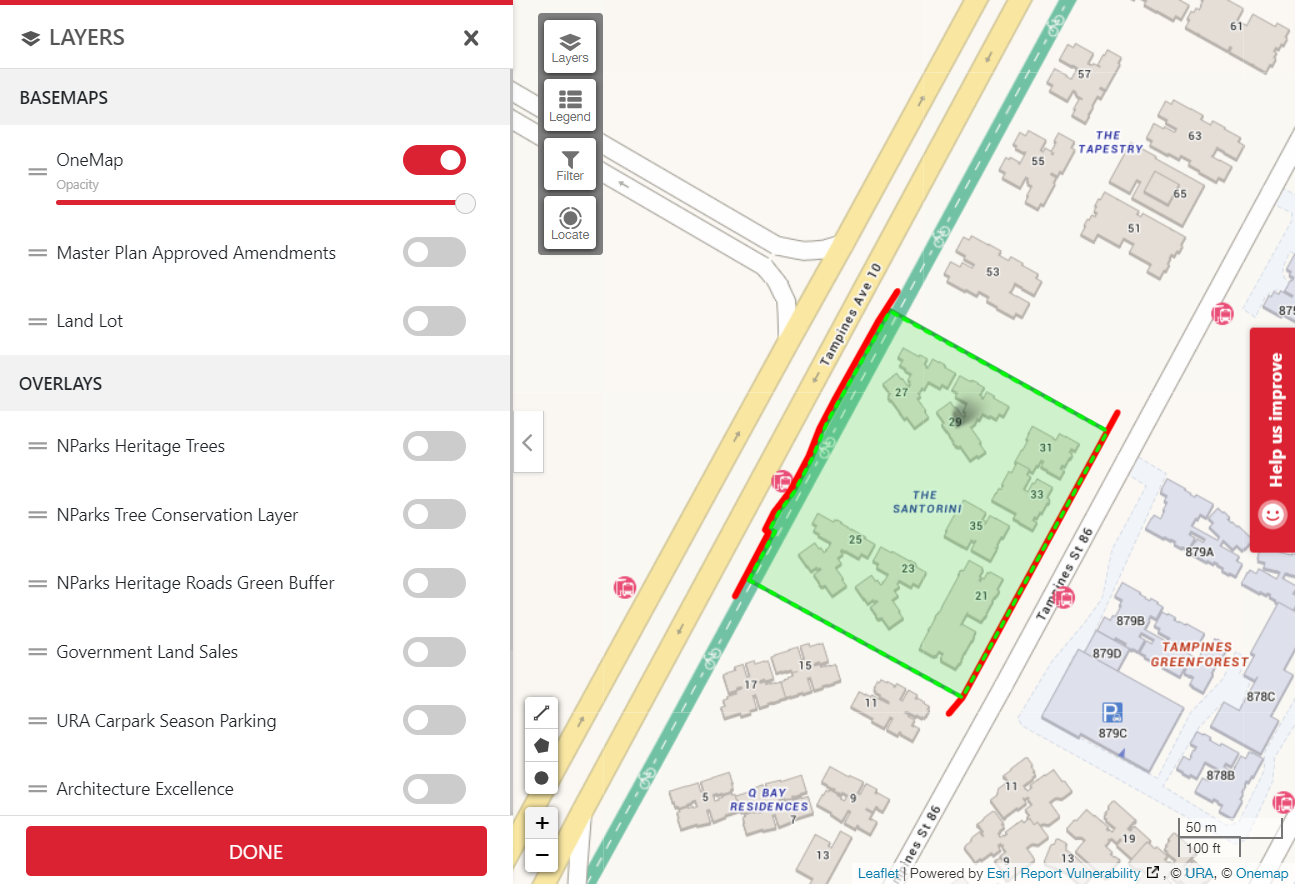 LAYERS
BASEMAPS
OneMap
Opacity
Master Plan Approved Amendments
Land Lot
OVERLAYS
NParks Heritage Trees
NParks Tree Conservation Layer
NParks Heritage Roads Green Buffer
Government Land Sales
URA Carpark Season Parking
Architecture Excellence
DONE
Layers
Legend
Filter
Locate
61
57
THE
TAPESTRY
63
55
65
51
53
875
Tampines Ave 10
27
29
31
33
THE
SANTORINI
35
25
23
21
Tampines St 86
Help us improve
879A
879B
879D
TAMPINES
GREENFOREST
878C
879C
878B
15
17
11
5
Q BAY
RESIDENCES
7
9
13
11
19
13
9
Tampines St 86
+
−
50 m
100 ft
Leaflet | Powered by Esri | Report Vulnerability , © URA, © Onemap